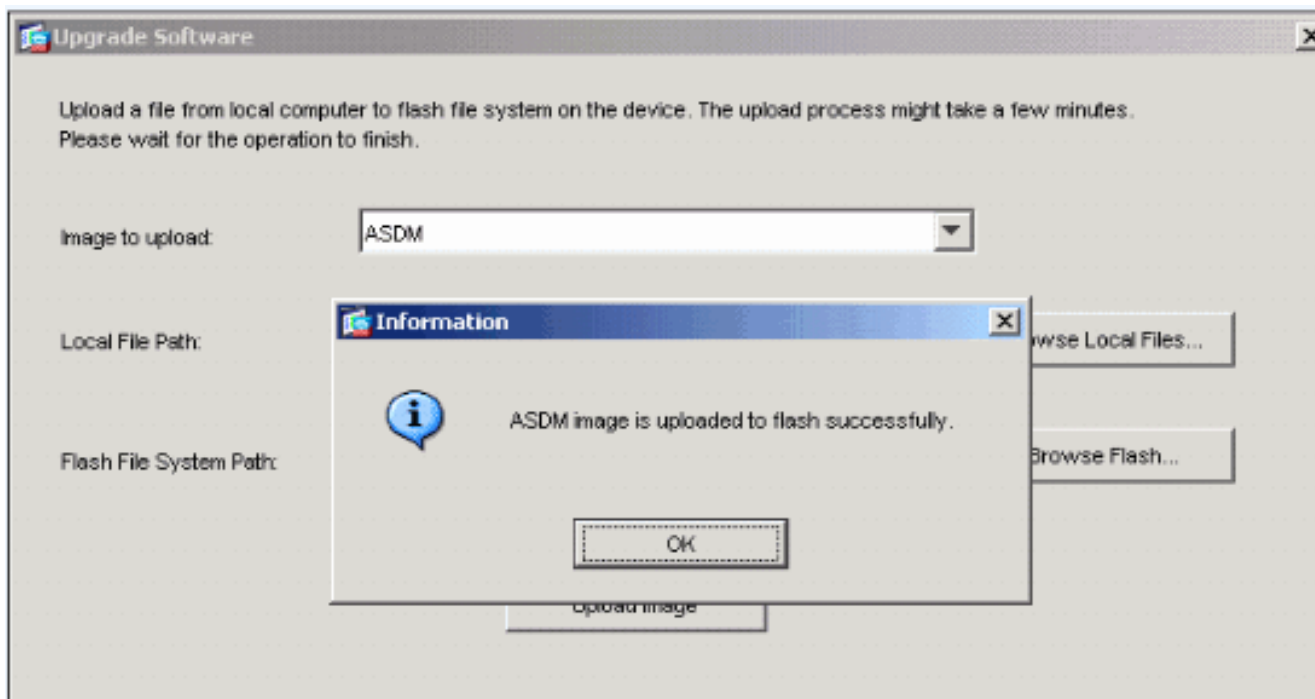 Upgrade Software
Upload a file from local computer to flash file system on the device. The upload process might take a few minutes.
Please wait for the operation to finish.
Image to upload:
ASDM
Information
Local File Path:
owse Local Files...
ASDM image is uploaded to flash successfully.
Flash File System Path:
Browse Flash...
OK
Upload Image